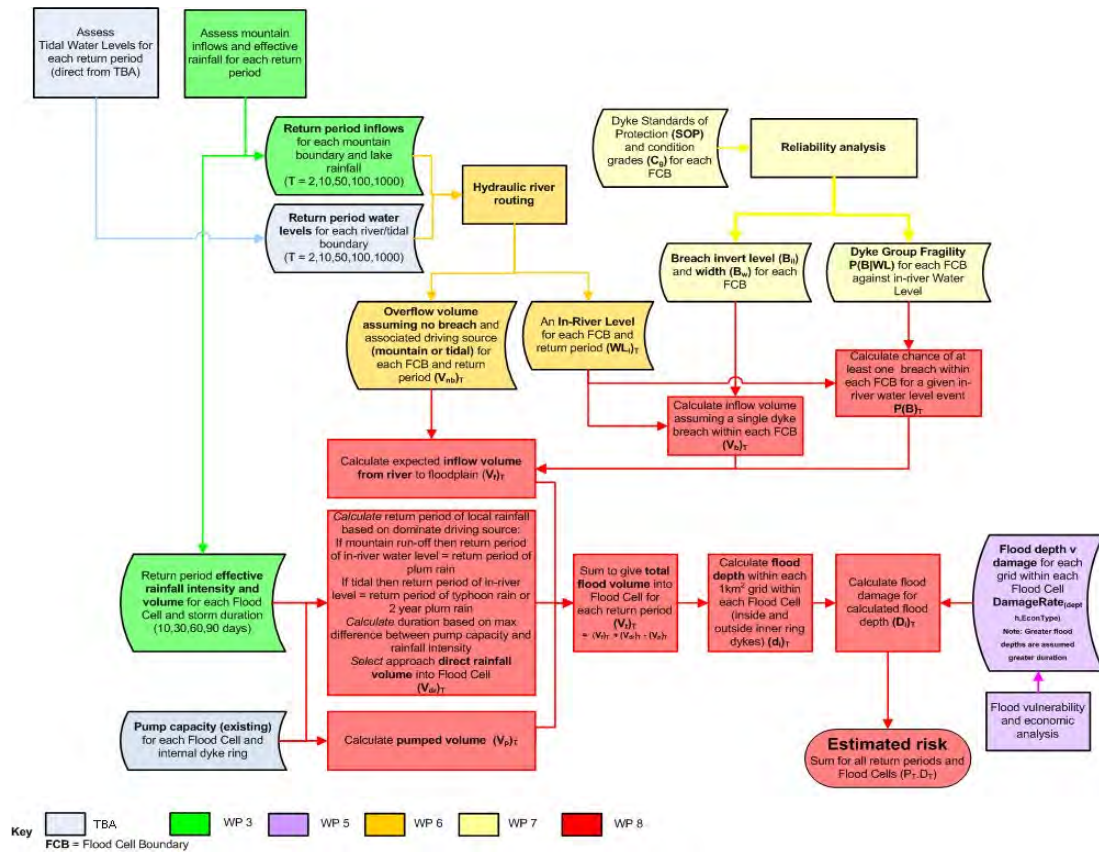 Assess
Tidal Water Levels for
each return period
(direct from TBA)
Assess mountain
inflows and effective
rainfall for each return
period
Return period inflows
for each mountain
boundary and lake
rainfall
(T = 2,10,50,100,1000)
Return period water
levels for each river/tidal
boundary
(T = 2,10,50,100,1000)
Hydraulic river
routing
Dyke Standards of
Protection (SOP)
and condition
grades (Cg) for each
FCB
Reliability analysis
Breach invert level (Bil)
and width (Bw) for each
FCB
Dyke Group Fragility
P(B|WL) for each FCB
against in-river Water
Level
Overflow volume
assuming no breach and
associated driving source
(mountain or tidal) for
each FCB and return
period (Vnb)T
An In-River Level
for each FCB and
return period (WLi)T
Calculate inflow volume
assuming a single dyke
breach within each FCB
(Vb)T
Calculate chance of at
least one breach within
each FCB for a given in-
river water level event
P(B)T
Calculate expected inflow volume
from river to floodplain (Vf)T
Calculate return period of local rainfall
based on dominate driving source:
If mountain run-off then return period
of in-river water level = return period of
plum rain
If tidal then return period of in-river
level = return period of typhoon rain or
2 year plum rain
Calculate duration based on max
difference between pump capacity and
rainfall intensity
Select approach direct rainfall
volume into Flood Cell
(Vdr)T
Return period effective
rainfall intensity and
volume for each Flood
Cell and storm duration
(10,30,60,90 days)
Pump capacity (existing)
for each Flood Cell and
internal dyke ring
Calculate pumped volume (Vp)T
Sum to give total
flood volume into
Flood Cell for
each return period
(Vt)T
Calculate flood
depth within each
1km2 grid within
each Flood Cell
(inside and
outside inner ring
dykes) (di)T
Calculate flood
damage for
calculated flood
depth (Di)T
Flood depth v
damage for each
grid within each
Flood Cell
DamageRate(dept
h,EconType)
Note: Greater flood
depths are assumed
greater duration
Flood vulnerability
and economic
analysis
Estimated risk
Sum for all return periods and
Flood Cells (PT.DT)
Key
TBA
WP 3
WP 5
WP 6
WP 7
WP 8
FCB = Flood Cell Boundary